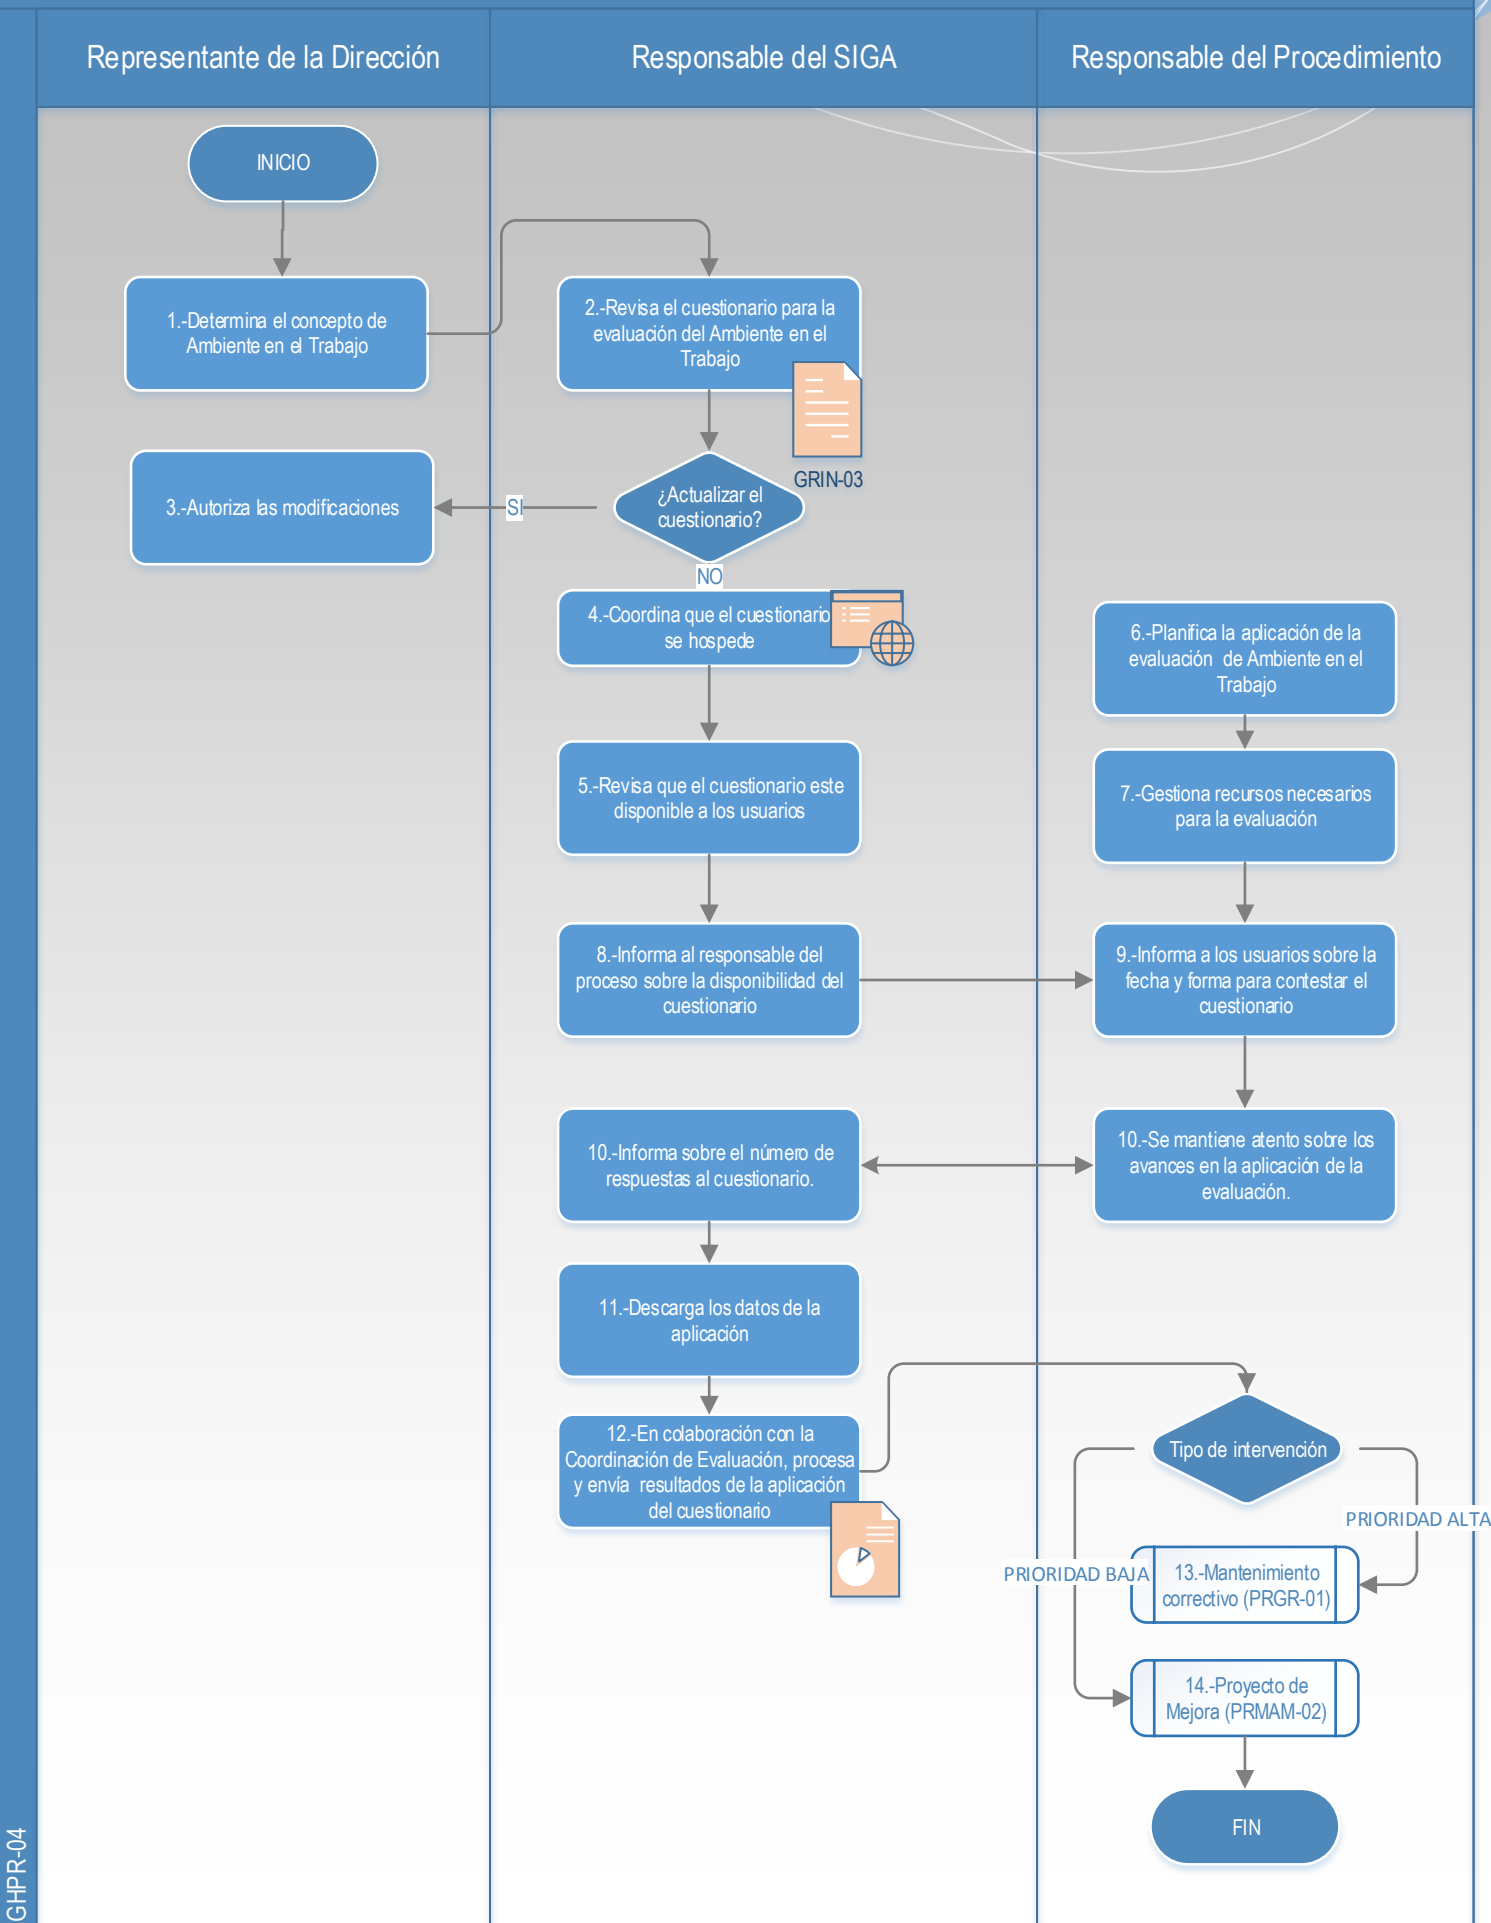 Representante de la Dirección
Responsable del SIGA
Responsable del Procedimiento
INICIO
1.-Determina el concepto de
Ambiente en el Trabajo
2.-Revisa el cuestionario para la
evaluación del Ambiente en el
Trabajo
GRIN-03
3.-Autoriza las modificaciones
SI
¿Actualizar el
cuestionario?
NO
4.-Coordina que el cuestionario
se hospede
6.-Planifica la aplicación de la
evaluación de Ambiente en el
Trabajo
5.-Revisa que el cuestionario este
disponible a los usuarios
7.-Gestiona recursos necesarios
para la evaluación
8.-Informa al responsable del
proceso sobre la disponibilidad del
cuestionario
9.-Informa a los usuarios sobre la
fecha y forma para contestar el
cuestionario
10.-Informa sobre el número de
respuestas al cuestionario.
10.-Se mantiene atento sobre los
avances en la aplicación de la
evaluación.
11.-Descarga los datos de la
aplicación
12.-En colaboración con la
Coordinación de Evaluación, procesa
y envía resultados de la aplicación
del cuestionario
Tipo de intervención
PRIORIDAD ALTA
PRIORIDAD BAJA
13.-Mantenimiento
correctivo (PRGR-01)
14.-Proyecto de
Mejora (PRMAM-02)
FIN
GHPR-04